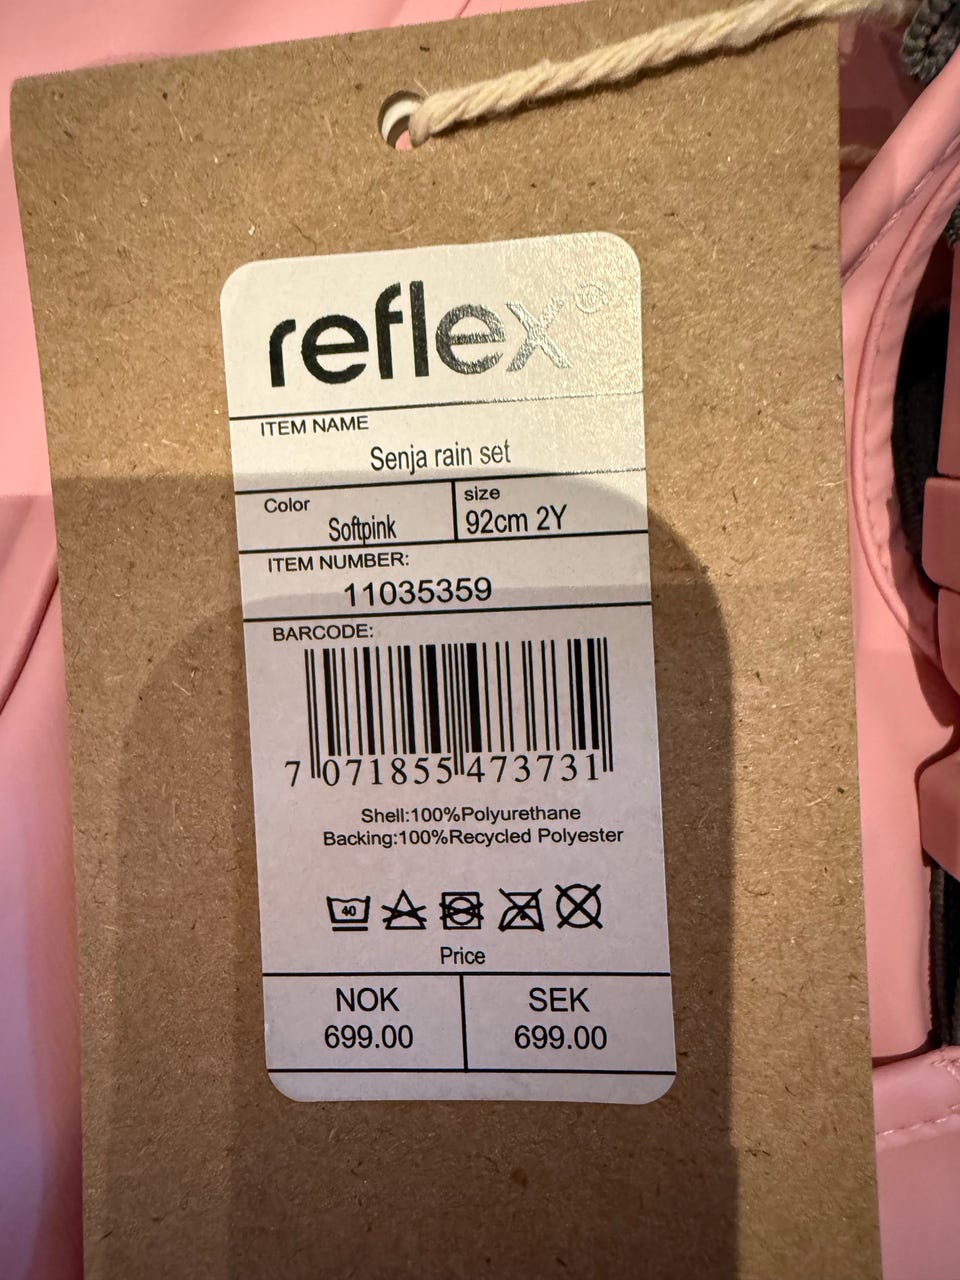 reflex®
ITEM NAME
Senja rain set
Color
Softpink
size
92cm 2Y
ITEM NUMBER:
11035359
BARCODE:
7 071855 473731
Shell:100%Polyurethane
Backing:100%Recycled Polyester
40
Price
NOK
699.00
SEK
699.00